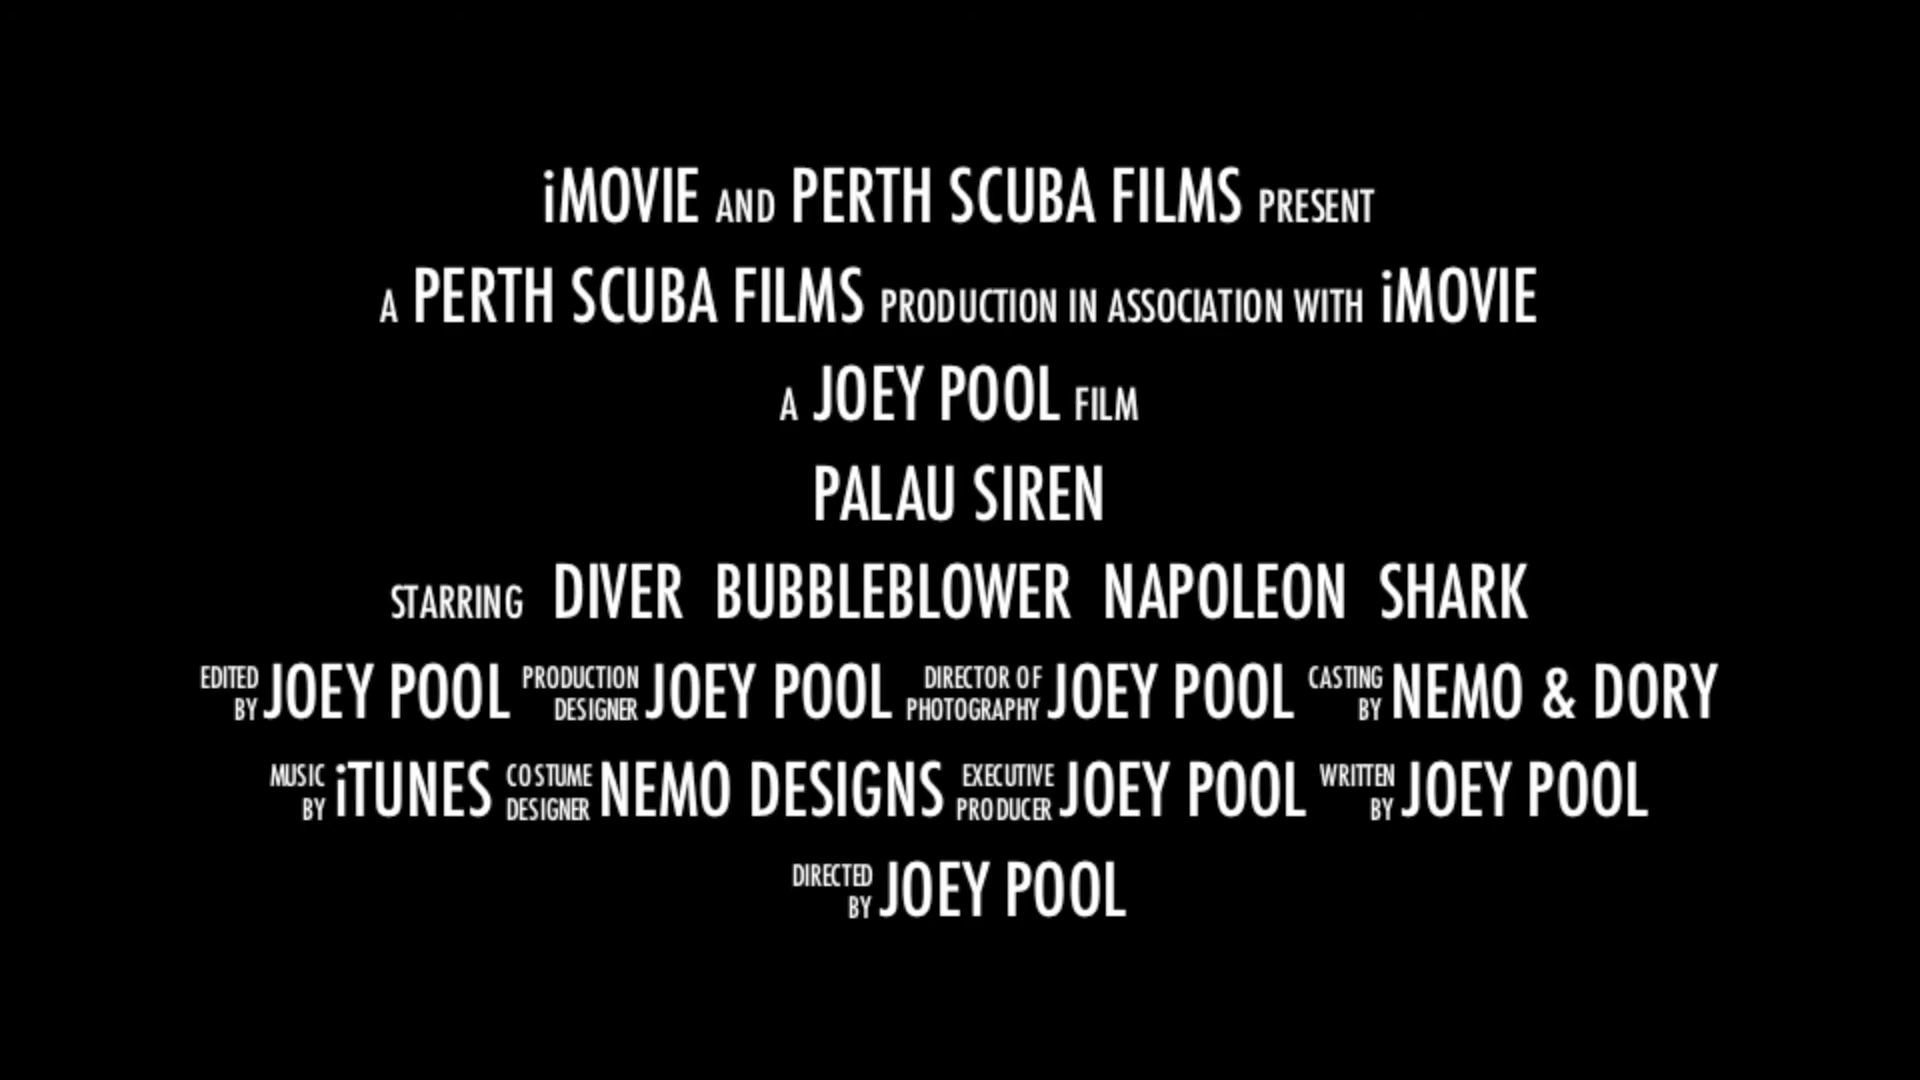 iMOVIE AND PERTH SCUBA FILMS PRESENT
A PERTH SCUBA FILMS PRODUCTION IN ASSOCIATION WITH iMOVIE
A JOEY POOL FILM
PALAU SIREN
STARRING DIVER BUBBLEBLOWER NAPOLEON SHARK
EDITED BY JOEY POOL PRODUCTION DESIGNER JOEY POOL DIRECTOR OF PHOTOGRAPHY JOEY POOL CASTING BY NEMO & DORY
MUSIC BY iTUNES COSTUME DESIGNER NEMO DESIGNS EXECUTIVE PRODUCER JOEY POOL WRITTEN BY JOEY POOL
DIRECTED BY JOEY POOL